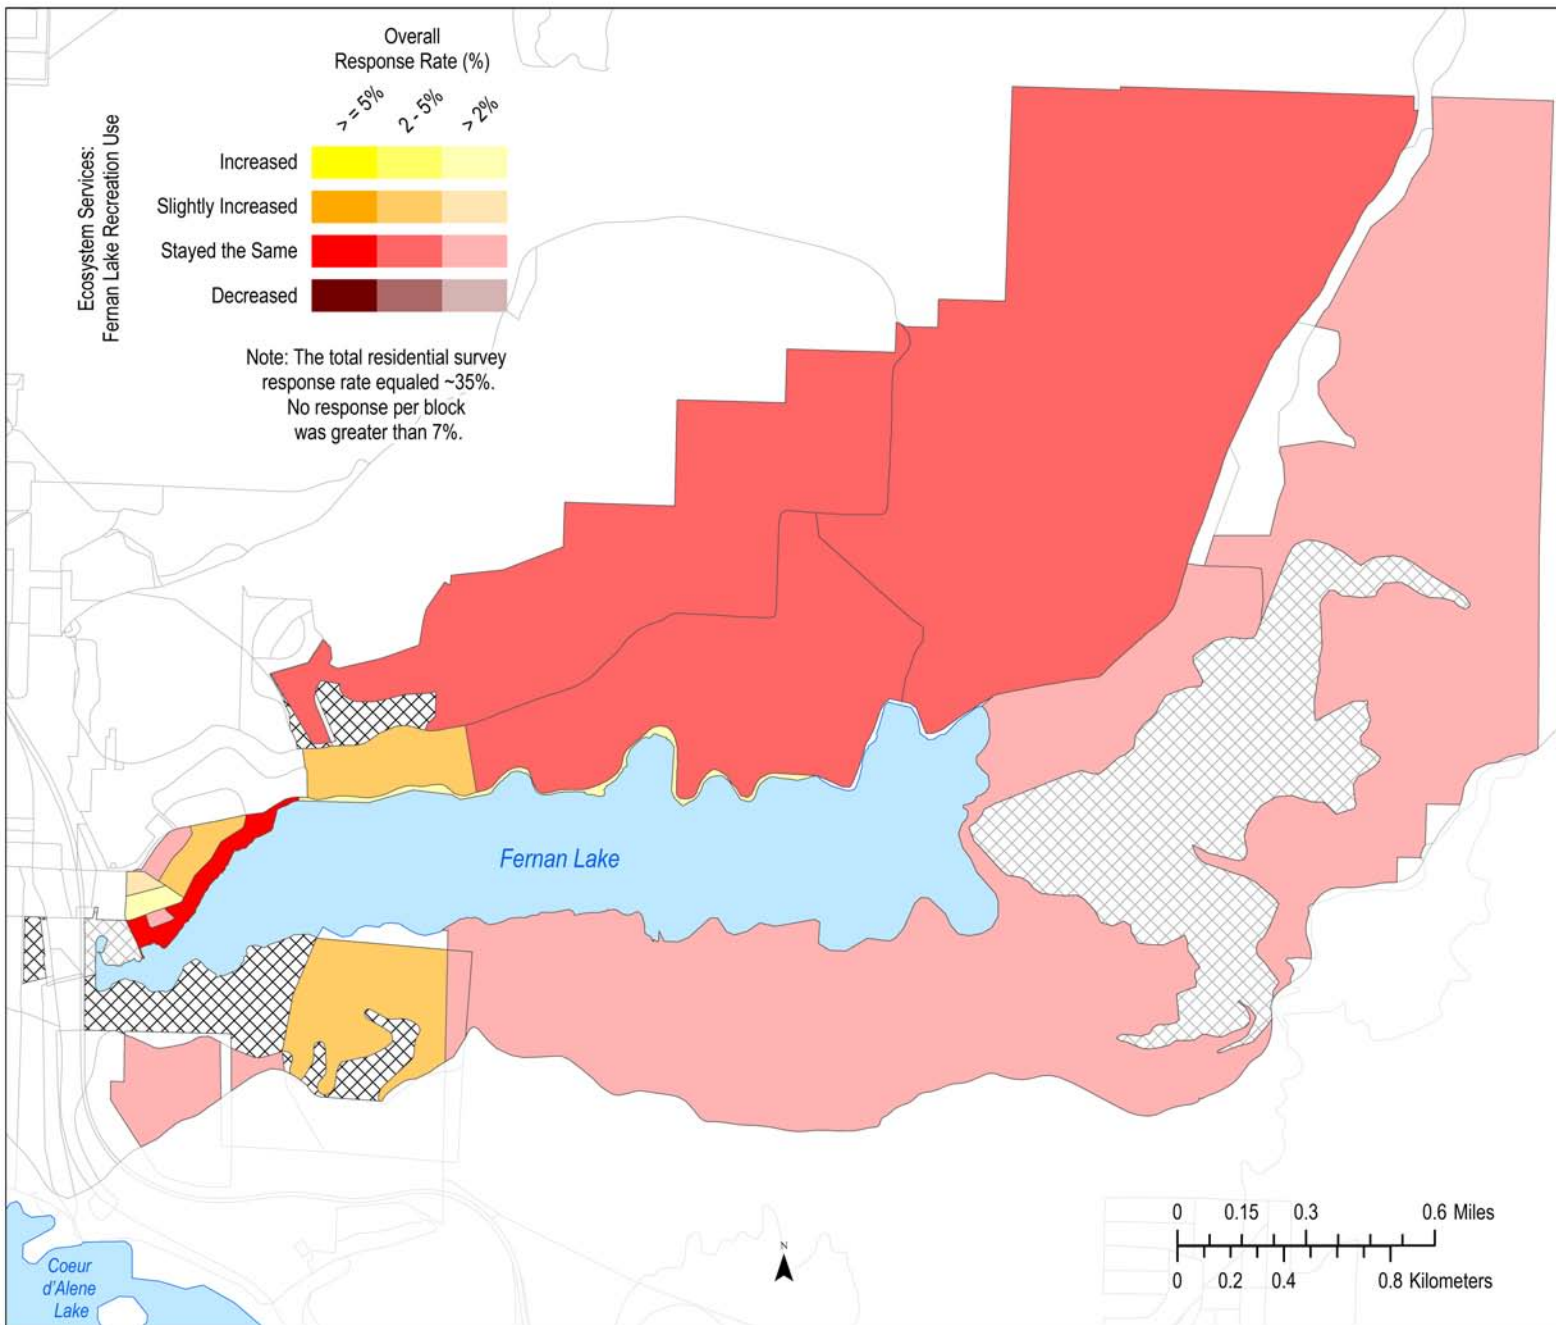 Overall
Response Rate (%)
> = 5%
2 - 5%
> 2%
Ecosystem Services:
Fernan Lake Recreation Use
Increased
Slightly Increased
Stayed the Same
Decreased
Note: The total residential survey
response rate equaled ~35%.
No response per block
was greater than 7%.
Fernan Lake
Coeur
d'Alene
Lake
N
0 0.15 0.3 0.6 Miles
0 0.2 0.4 0.8 Kilometers